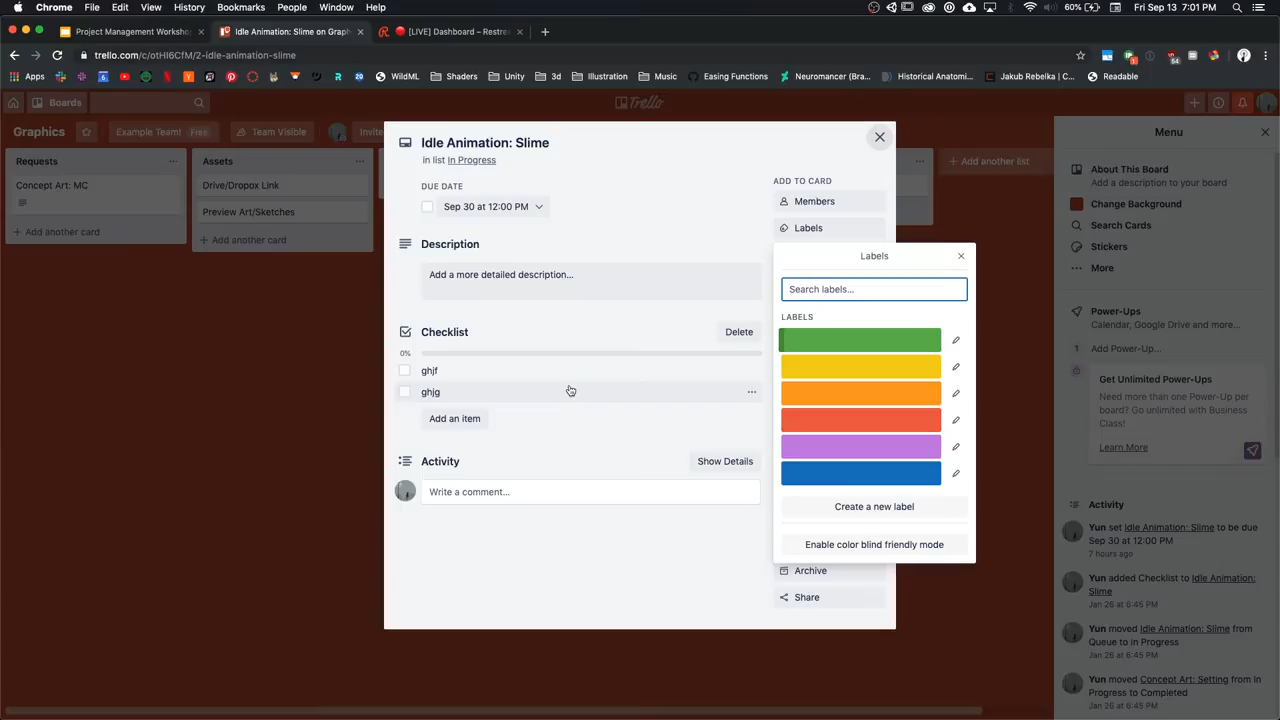 Chrome File Edit View History Assets Bookmarks People Window Help 60% Fri Sep 13 7:01 PM
Project Management Worksho × Idle Animation: Slime on Graph × [LIVE] Dashboard – Restre × +
trello.com/c/otHI6CfM/2-idle-animation-slime
Apps 20 WildML Shaders Unity 3d Illustration Music Easing Functions Neuromancer (Bra... Historical Anatomi... Jakub Rebelka | C... Readable
Boards Trello
Graphics Example Team! Free Team Visible Invite
Requests ...
Concept Art: MC
+ Add another card
Assets ...
Drive/Dropox Link
Preview Art/Sketches
+ Add another card
+ Add another list
Idle Animation: Slime
in list In Progress
DUE DATE
Sep 30 at 12:00 PM
Description
Add a more detailed description...
Checklist Delete
0%
ghjf
ghjg ...
Add an item
Activity Show Details
Write a comment...
ADD TO CARD
Members
Labels
Labels
Search labels...
LABELS
Create a new label
Enable color blind friendly mode
Archive
Share
Menu
About This Board
Add a description to your board
Change Background
Search Cards
Stickers
... More
Power-Ups
Calendar, Google Drive and more...
1 Add Power-Up...
Get Unlimited Power-Ups
Need more than one Power-Up per
board? Go unlimited with Business
Class!
Learn More
Activity
Yun set Idle Animation: Slime to be due
Sep 30 at 12:00 PM
7 hours ago
Yun added Checklist to Idle Animation:
Slime
Jan 26 at 6:45 PM
Yun moved Idle Animation: Slime from
Queue to In Progress
Jan 26 at 6:45 PM
Yun moved Concept Art: Setting from In
Progress to Completed
Jan 26 at 6:45 PM